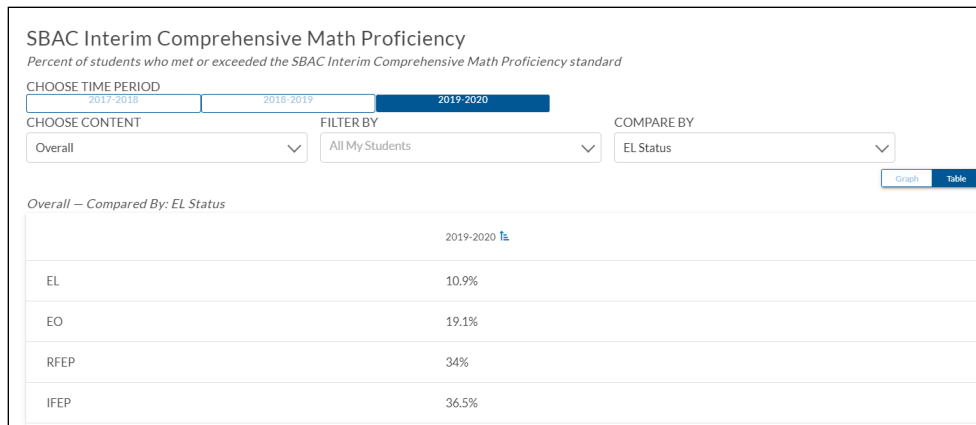 SBAC Interim Comprehensive Math Proficiency
Percent of students who met or exceeded the SBAC Interim Comprehensive Math Proficiency standard
CHOOSE TIME PERIOD
2017-2018 2018-2019 2019-2020
CHOOSE CONTENT FILTER BY COMPARE BY
Overall All My Students EL Status
Graph Table
Overall — Compared By: EL Status
2019-2020
EL 10.9%
EO 19.1%
RFEP 34%
IFEP 36.5%